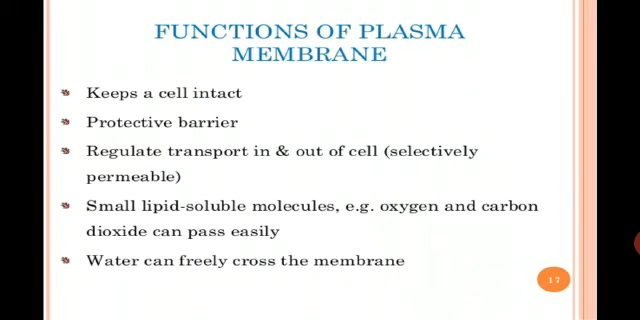 FUNCTIONS OF PLASMA
MEMBRANE
Keeps a cell intact
Protective barrier
Regulate transport in & out of cell (selectively
permeable)
Small lipid-soluble molecules, e.g. oxygen and carbon
dioxide can pass easily
Water can freely cross the membrane
17